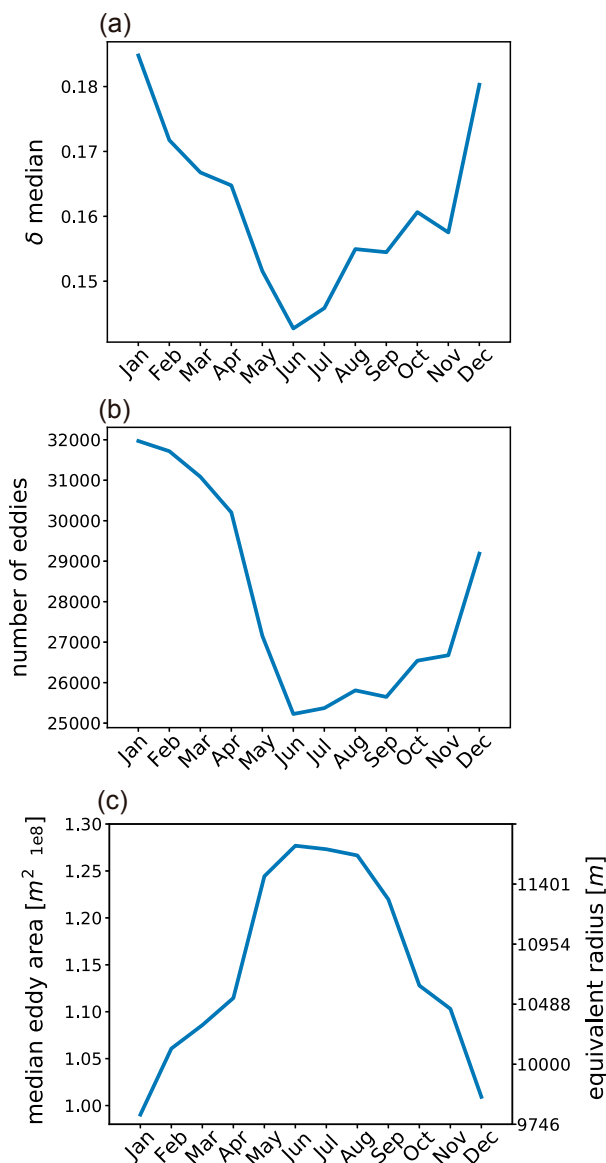 (a)
0.18
0.17
0.16
0.15
δ median
Jan Feb Mar Apr May Jun Jul Aug Sep Oct Nov Dec
(b)
32000
31000
30000
29000
28000
27000
26000
25000
number of eddies
Jan Feb Mar Apr May Jun Jul Aug Sep Oct Nov Dec
(c)
1.30
1.25
1.20
1.15
1.10
1.05
1.00
median eddy area [m² 1e8]
11401
10954
10488
10000
9746
equivalent radius [m]
Jan Feb Mar Apr May Jun Jul Aug Sep Oct Nov Dec